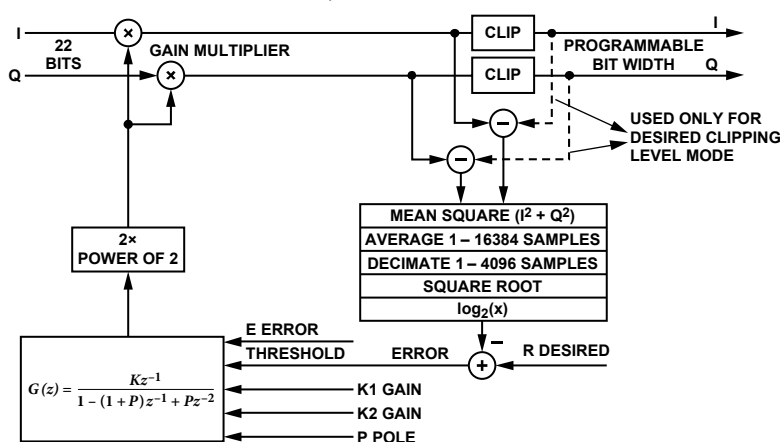 I
22
BITS
Q
GAIN MULTIPLIER
CLIP
CLIP
I
PROGRAMMABLE
BIT WIDTH
Q
USED ONLY FOR
DESIRED CLIPPING
LEVEL MODE
MEAN SQUARE (I² + Q²)
AVERAGE 1 – 16384 SAMPLES
DECIMATE 1 – 4096 SAMPLES
SQUARE ROOT
log₂(x)
2×
POWER OF 2
E ERROR
THRESHOLD
ERROR
R DESIRED
G(z) = Kz⁻¹ / 1 – (1 + P)z⁻¹ + Pz⁻²
K1 GAIN
K2 GAIN
P POLE